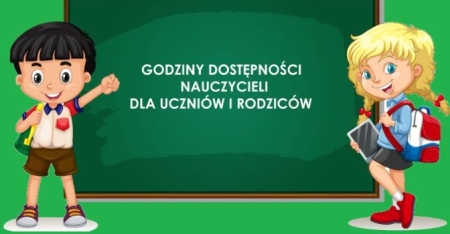 GODZINY DOSTĘPNOŚCI
NAUCZYCIELI
DLA UCZNIÓW I RODZICÓW